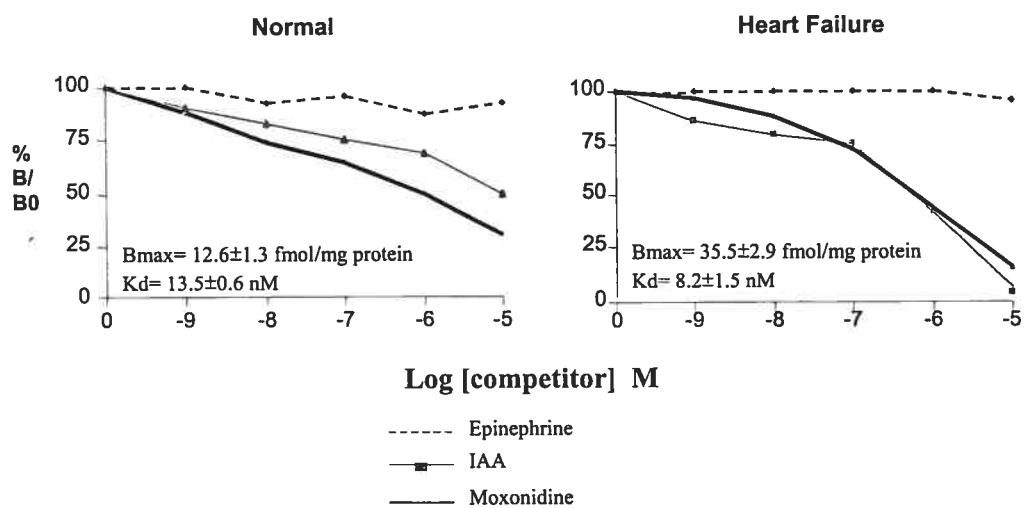 Normal
Heart Failure
100
75
50
25
0
% B/ B0
Bmax= 12.6±1.3 fmol/mg protein
Kd= 13.5±0.6 nM
0 -9 -8 -7 -6 -5
100
75
50
25
0
Bmax= 35.5±2.9 fmol/mg protein
Kd= 8.2±1.5 nM
0 -9 -8 -7 -6 -5
Log [competitor] M
Epinephrine
IAA
Moxonidine